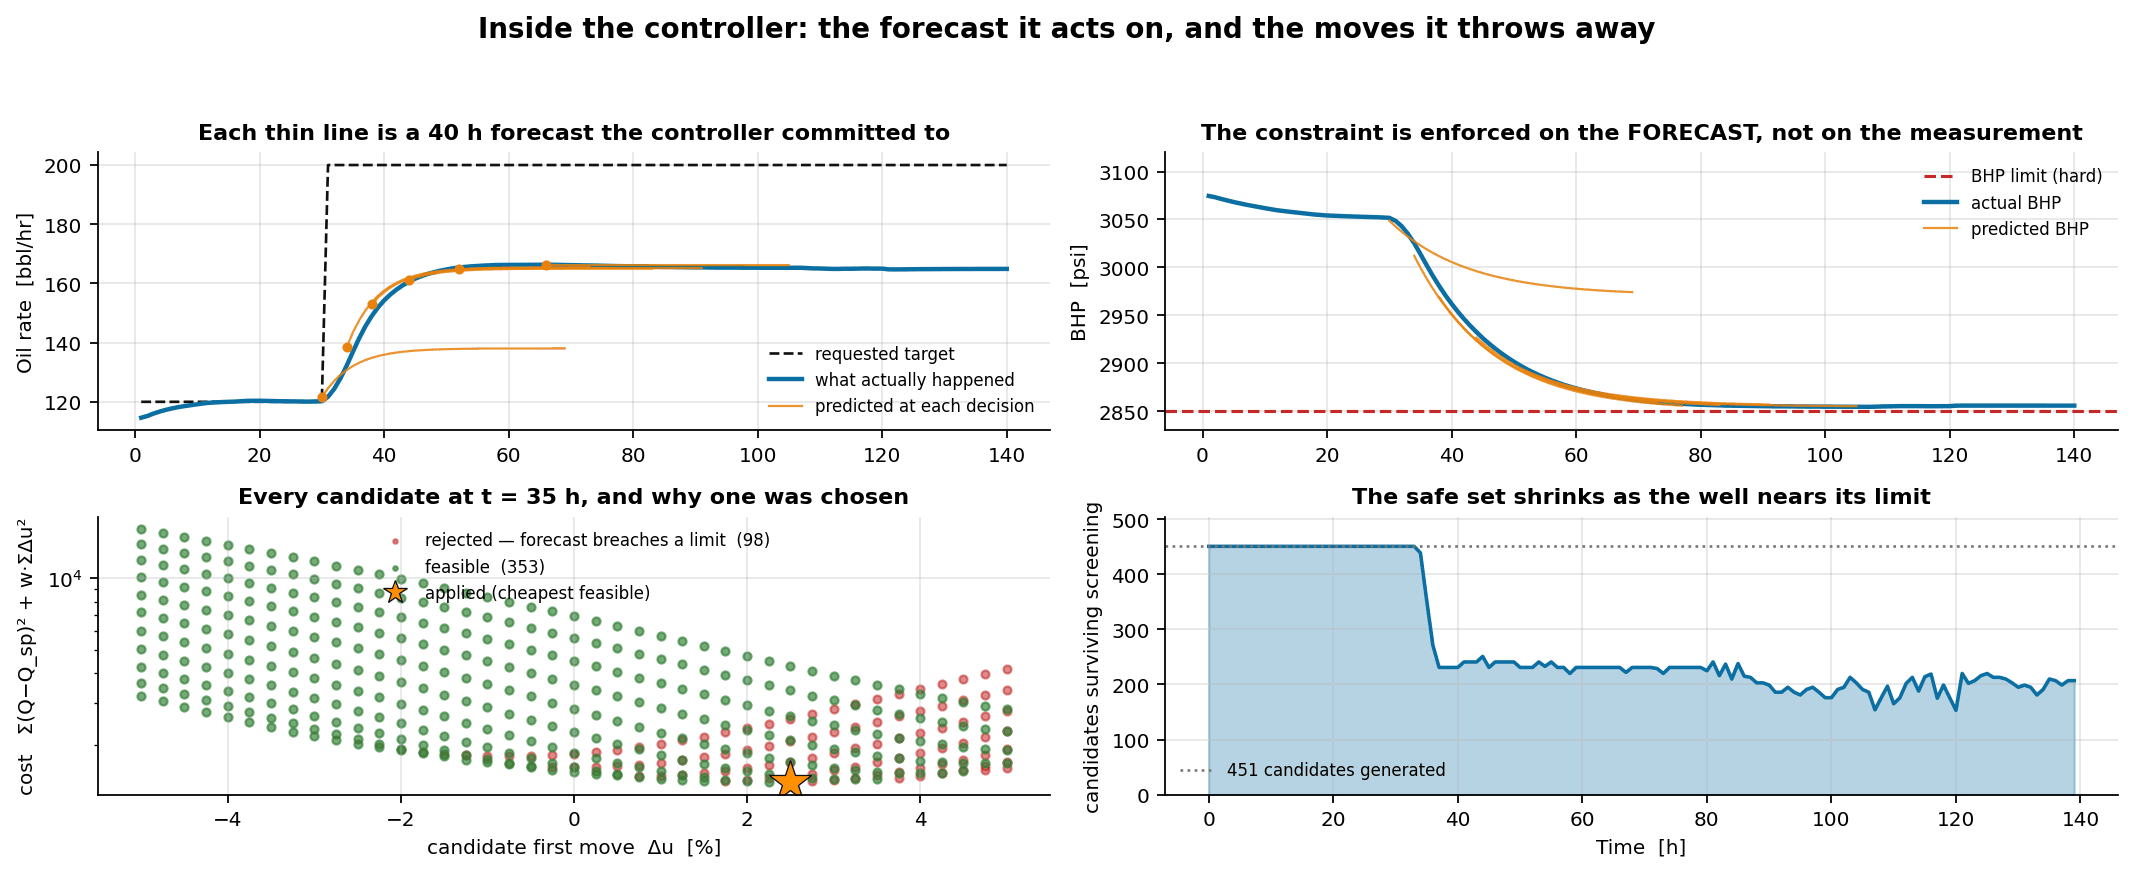 Inside the controller: the forecast it acts on, and the moves it throws away
Each thin line is a 40 h forecast the controller committed to
Oil rate [bbl/hr]
200
180
160
140
120
0 20 40 60 80 100 120 140
requested target
what actually happened
predicted at each decision
The constraint is enforced on the FORECAST, not on the measurement
BHP [psi]
3100
3050
3000
2950
2900
2850
0 20 40 60 80 100 120 140
BHP limit (hard)
actual BHP
predicted BHP
Every candidate at t = 35 h, and why one was chosen
cost Σ(Q−Q_sp)² + w·ΣΔu²
10⁴
rejected — forecast breaches a limit (98)
feasible (353)
applied (cheapest feasible)
−4 −2 0 2 4
candidate first move Δu [%]
The safe set shrinks as the well nears its limit
candidates surviving screening
500
400
300
200
100
0
451 candidates generated
0 20 40 60 80 100 120 140
Time [h]